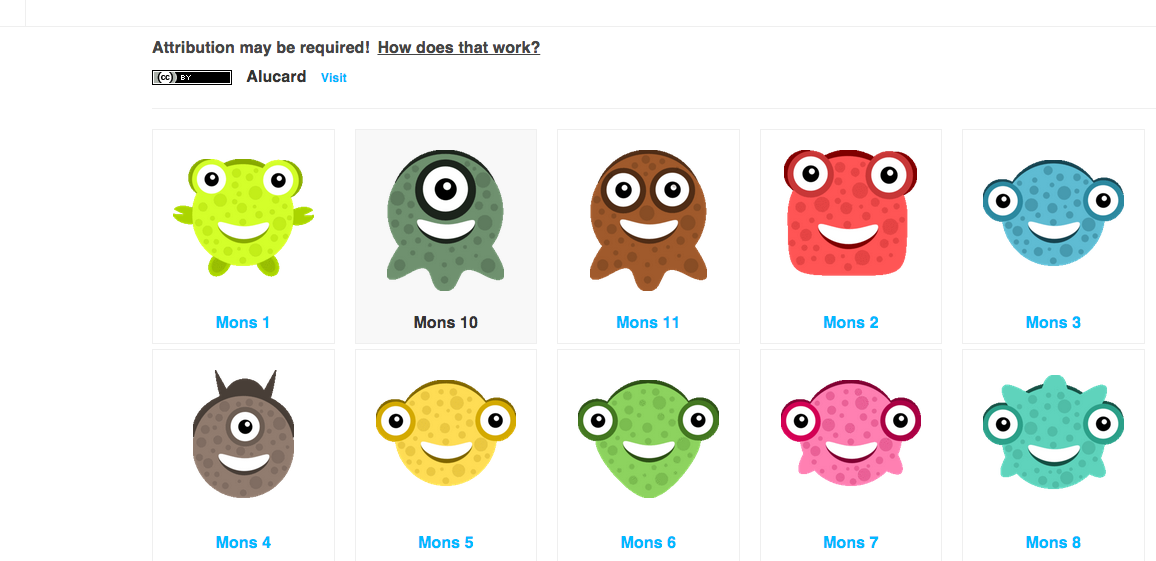 Attribution may be required! How does that work?
cc BY Alucard Visit
Mons 1 Mons 10 Mons 11 Mons 2 Mons 3
Mons 4 Mons 5 Mons 6 Mons 7 Mons 8